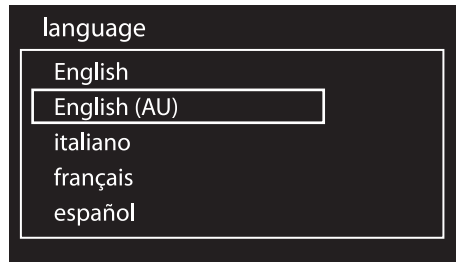 language
English
English (AU)
italiano
français
español